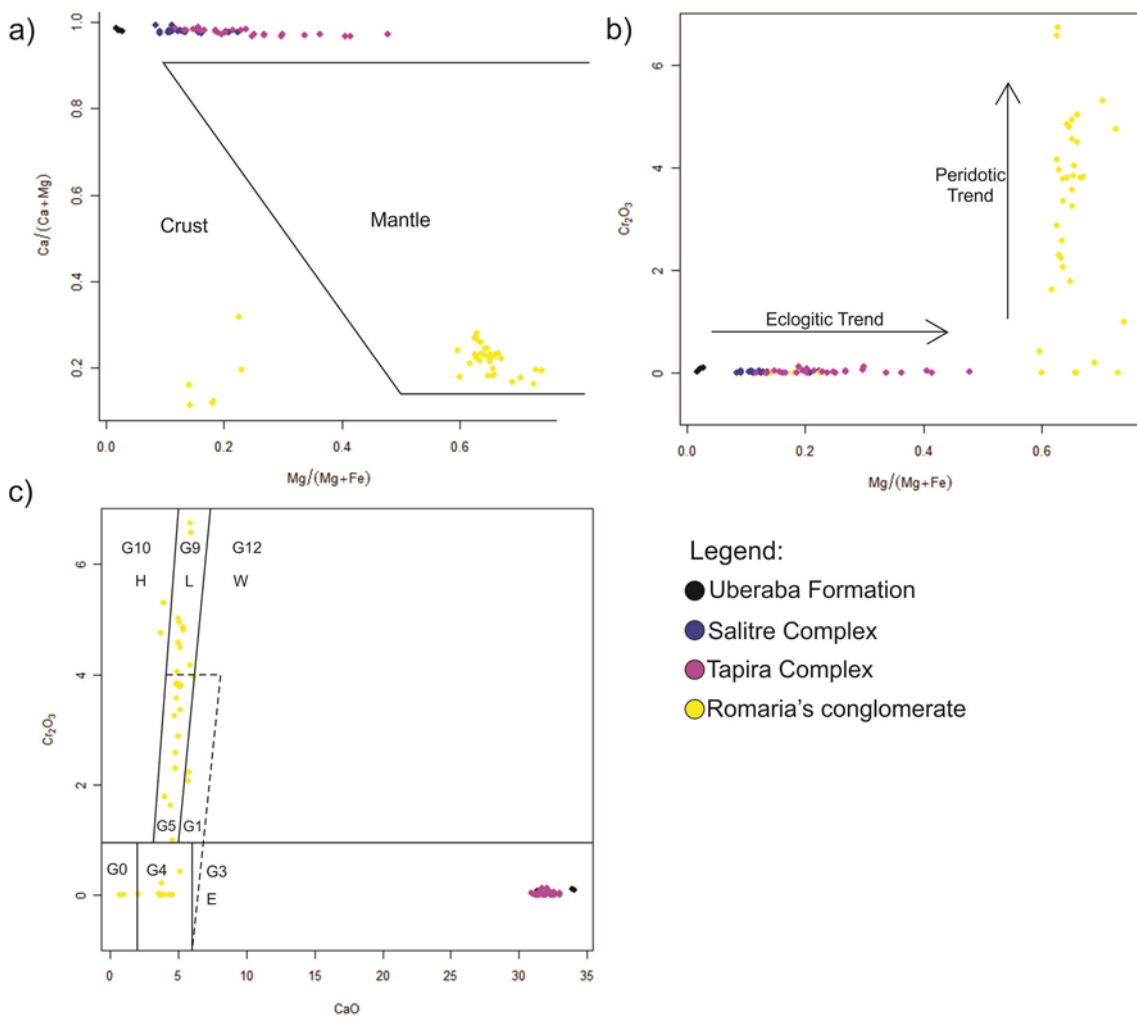 a)
1.0
0.8
0.6
0.4
0.2
Ca/(Ca+Mg)
Crust
Mantle
0.0 0.2 0.4 0.6
Mg/(Mg+Fe)
b)
6
4
2
0
Cr2O3
Peridotic
Trend
Eclogitic Trend
0.0 0.2 0.4 0.6
Mg/(Mg+Fe)
c)
6
4
2
0
Cr2O3
G10 G9 G12
H L W
G5 G1
G0 G4 G3
E
0 5 10 15 20 25 30 35
CaO
Legend:
Uberaba Formation
Salitre Complex
Tapira Complex
Romaria's conglomerate